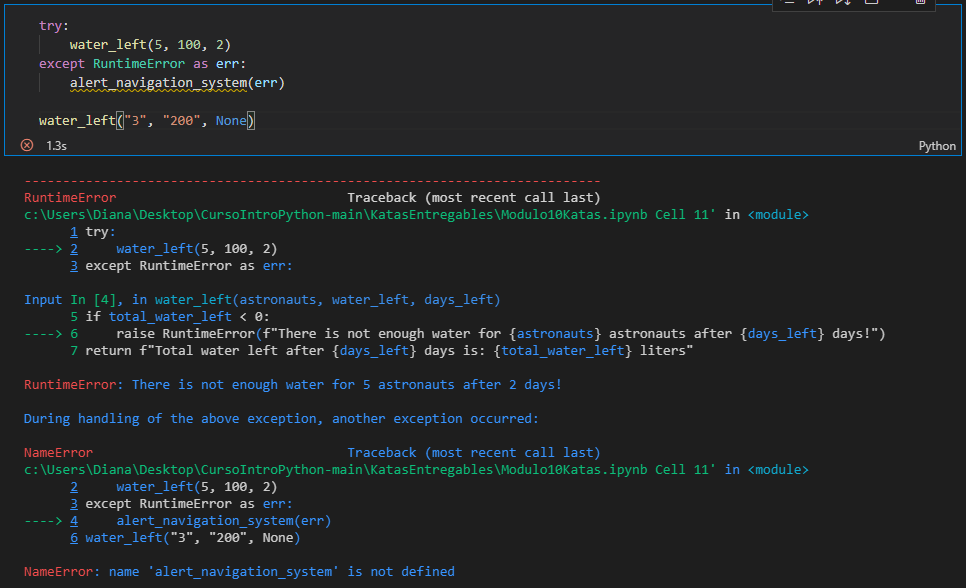 try:
    water_left(5, 100, 2)
except RuntimeError as err:
    alert_navigation_system(err)
water_left("3", "200", None)
1.3s
Python
---------------------------------------------------------------------------
RuntimeError                              Traceback (most recent call last)
c:\Users\Diana\Desktop\CursoIntroPython-main\KatasEntregables\Modulo10Katas.ipynb Cell 11' in <module>
      1 try:
----> 2     water_left(5, 100, 2)
      3 except RuntimeError as err:
Input In [4], in water_left(astronauts, water_left, days_left)
      5 if total_water_left < 0:
----> 6     raise RuntimeError(f"There is not enough water for {astronauts} astronauts after {days_left} days!")
      7 return f"Total water left after {days_left} days is: {total_water_left} liters"
RuntimeError: There is not enough water for 5 astronauts after 2 days!
During handling of the above exception, another exception occurred:
NameError                                 Traceback (most recent call last)
c:\Users\Diana\Desktop\CursoIntroPython-main\KatasEntregables\Modulo10Katas.ipynb Cell 11' in <module>
      2     water_left(5, 100, 2)
      3 except RuntimeError as err:
----> 4     alert_navigation_system(err)
      6 water_left("3", "200", None)
NameError: name 'alert_navigation_system' is not defined